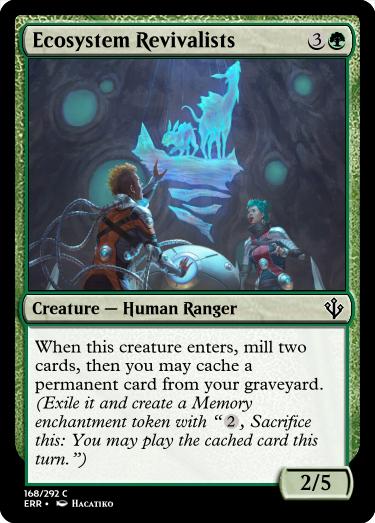 Ecosystem Revivalists 3
Creature — Human Ranger
When this creature enters, mill two
cards, then you may cache a
permanent card from your graveyard.
(Exile it and create a Memory
enchantment token with “2, Sacrifice
this: You may play the cached card this
turn.”)
2/5
168/292 C
ERR • Hacatiko